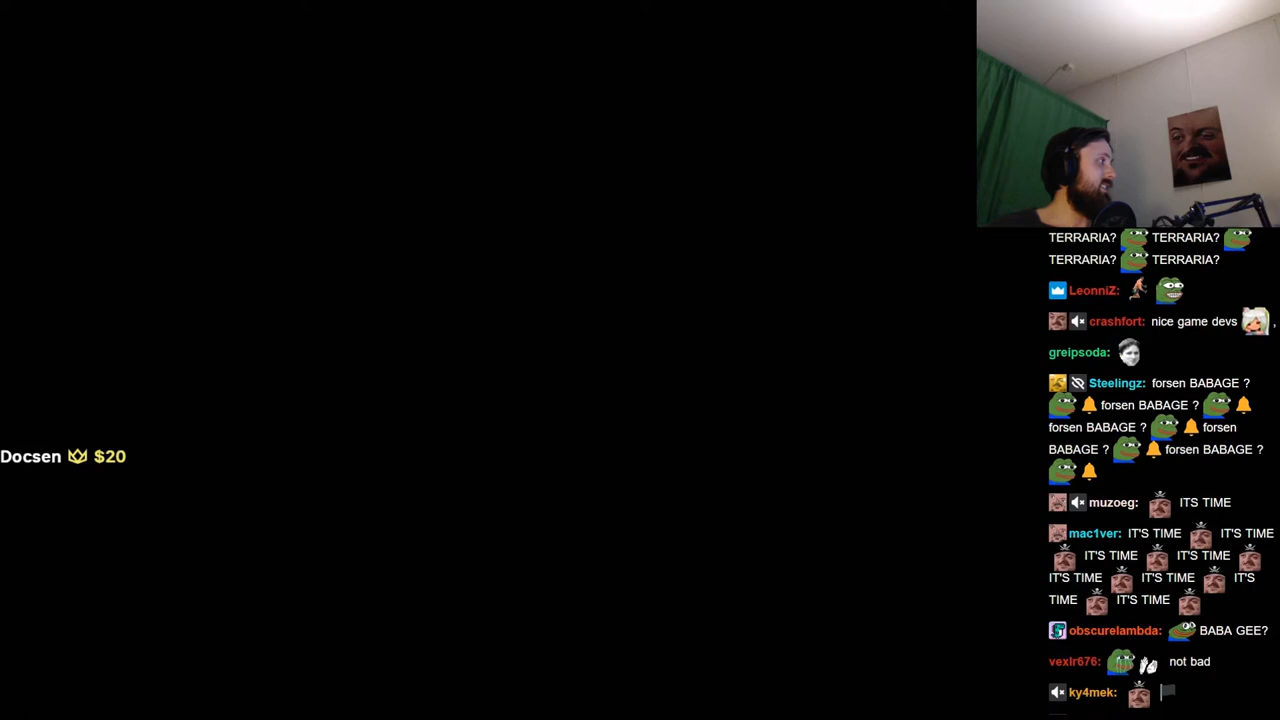 TERRARIA? TERRARIA?
TERRARIA? TERRARIA?
LeonniZ:
crashfort: nice game devs ,
greipsoda:
Steelingz: forsen BABAGE ?
forsen BABAGE ?
forsen BABAGE ? forsen
BABAGE ? forsen BABAGE ?
Docsen $20
muzoeg: ITS TIME
mac1ver: IT'S TIME IT'S TIME
IT'S TIME IT'S TIME
IT'S TIME IT'S TIME IT'S
TIME IT'S TIME
obscurelambda: BABA GEE?
vexlr676: not bad
ky4mek: